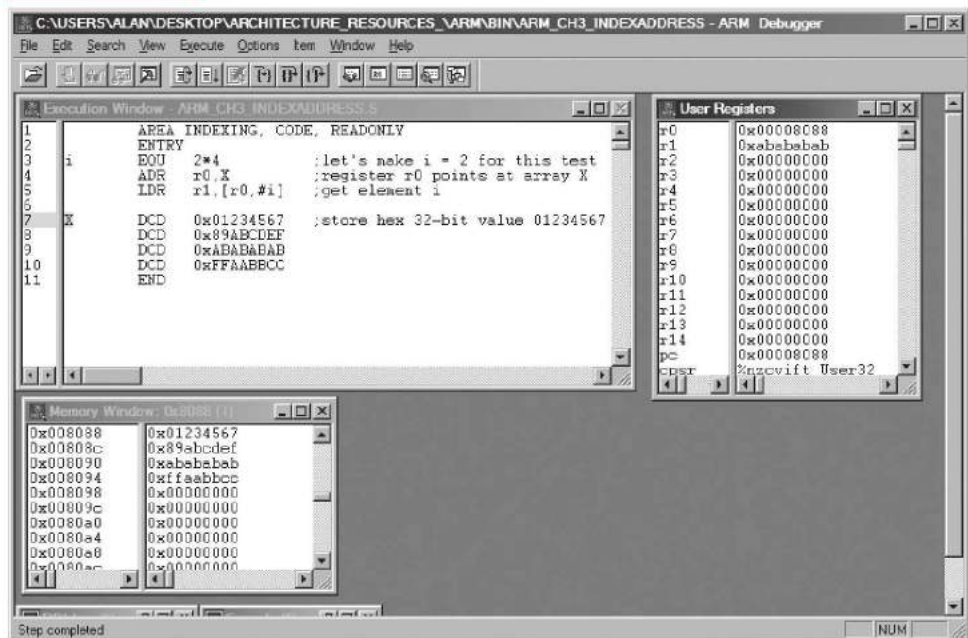 C:\USERS\ALAN\DESKTOP\ARCHITECTURE_RESOURCES_\ARM\BIN\ARM_CH3_INDEXADDRESS - ARM Debugger
File Edit Search View Execute Options Item Window Help
Execution Window - ARM_CH3_INDEXADDRESS.S
1 AREA INDEXING, CODE, READONLY
2 ENTRY
3 i EQU 2*4 ;let's make i = 2 for this test
4 ADR r0,X ;register r0 points at array X
5 LDR r1,[r0,#i] ;get element i
6
7 X DCD 0x01234567 ;store hex 32-bit value 01234567
8 DCD 0x89ABCDEF
9 DCD 0xABABABAB
10 DCD 0xFFAABBCC
11 END
User Registers
r0 0x00008088
r1 0xabababab
r2 0x00000000
r3 0x00000000
r4 0x00000000
r5 0x00000000
r6 0x00000000
r7 0x00000000
r8 0x00000000
r9 0x00000000
r10 0x00000000
r11 0x00000000
r12 0x00000000
r13 0x00000000
r14 0x00000000
pc 0x00008088
cpsr %nzcvift User32
Memory Window: 0x8088 (1)
0x008088 0x01234567
0x00808c 0x89abcdef
0x008090 0xabababab
0x008094 0xffaabbcc
0x008098 0x00000000
0x00809c 0x00000000
0x0080a0 0x00000000
0x0080a4 0x00000000
0x0080a8 0x00000000
0x0080ac 0x00000000
Step completed
NUM